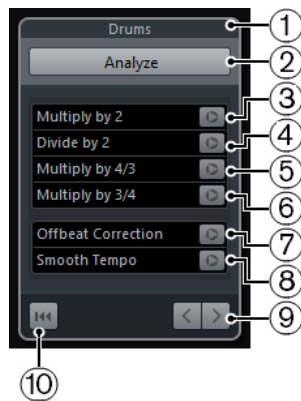 Drums ①
Analyze ②
Multiply by 2 ③
Divide by 2 ④
Multiply by 4/3 ⑤
Multiply by 3/4 ⑥
Offbeat Correction ⑦
Smooth Tempo ⑧
⑨
⑩